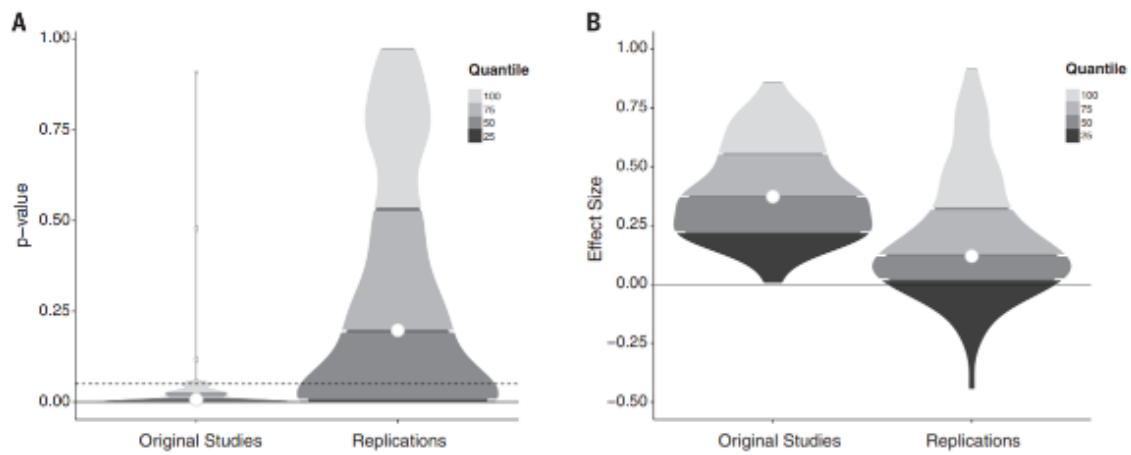 A
1.00
0.75
0.50
0.25
0.00
p-value
Original Studies
Replications
Quantile
100
75
50
25
B
1.00
0.75
0.50
0.25
0.00
−0.25
−0.50
Effect Size
Original Studies
Replications
Quantile
100
75
50
25